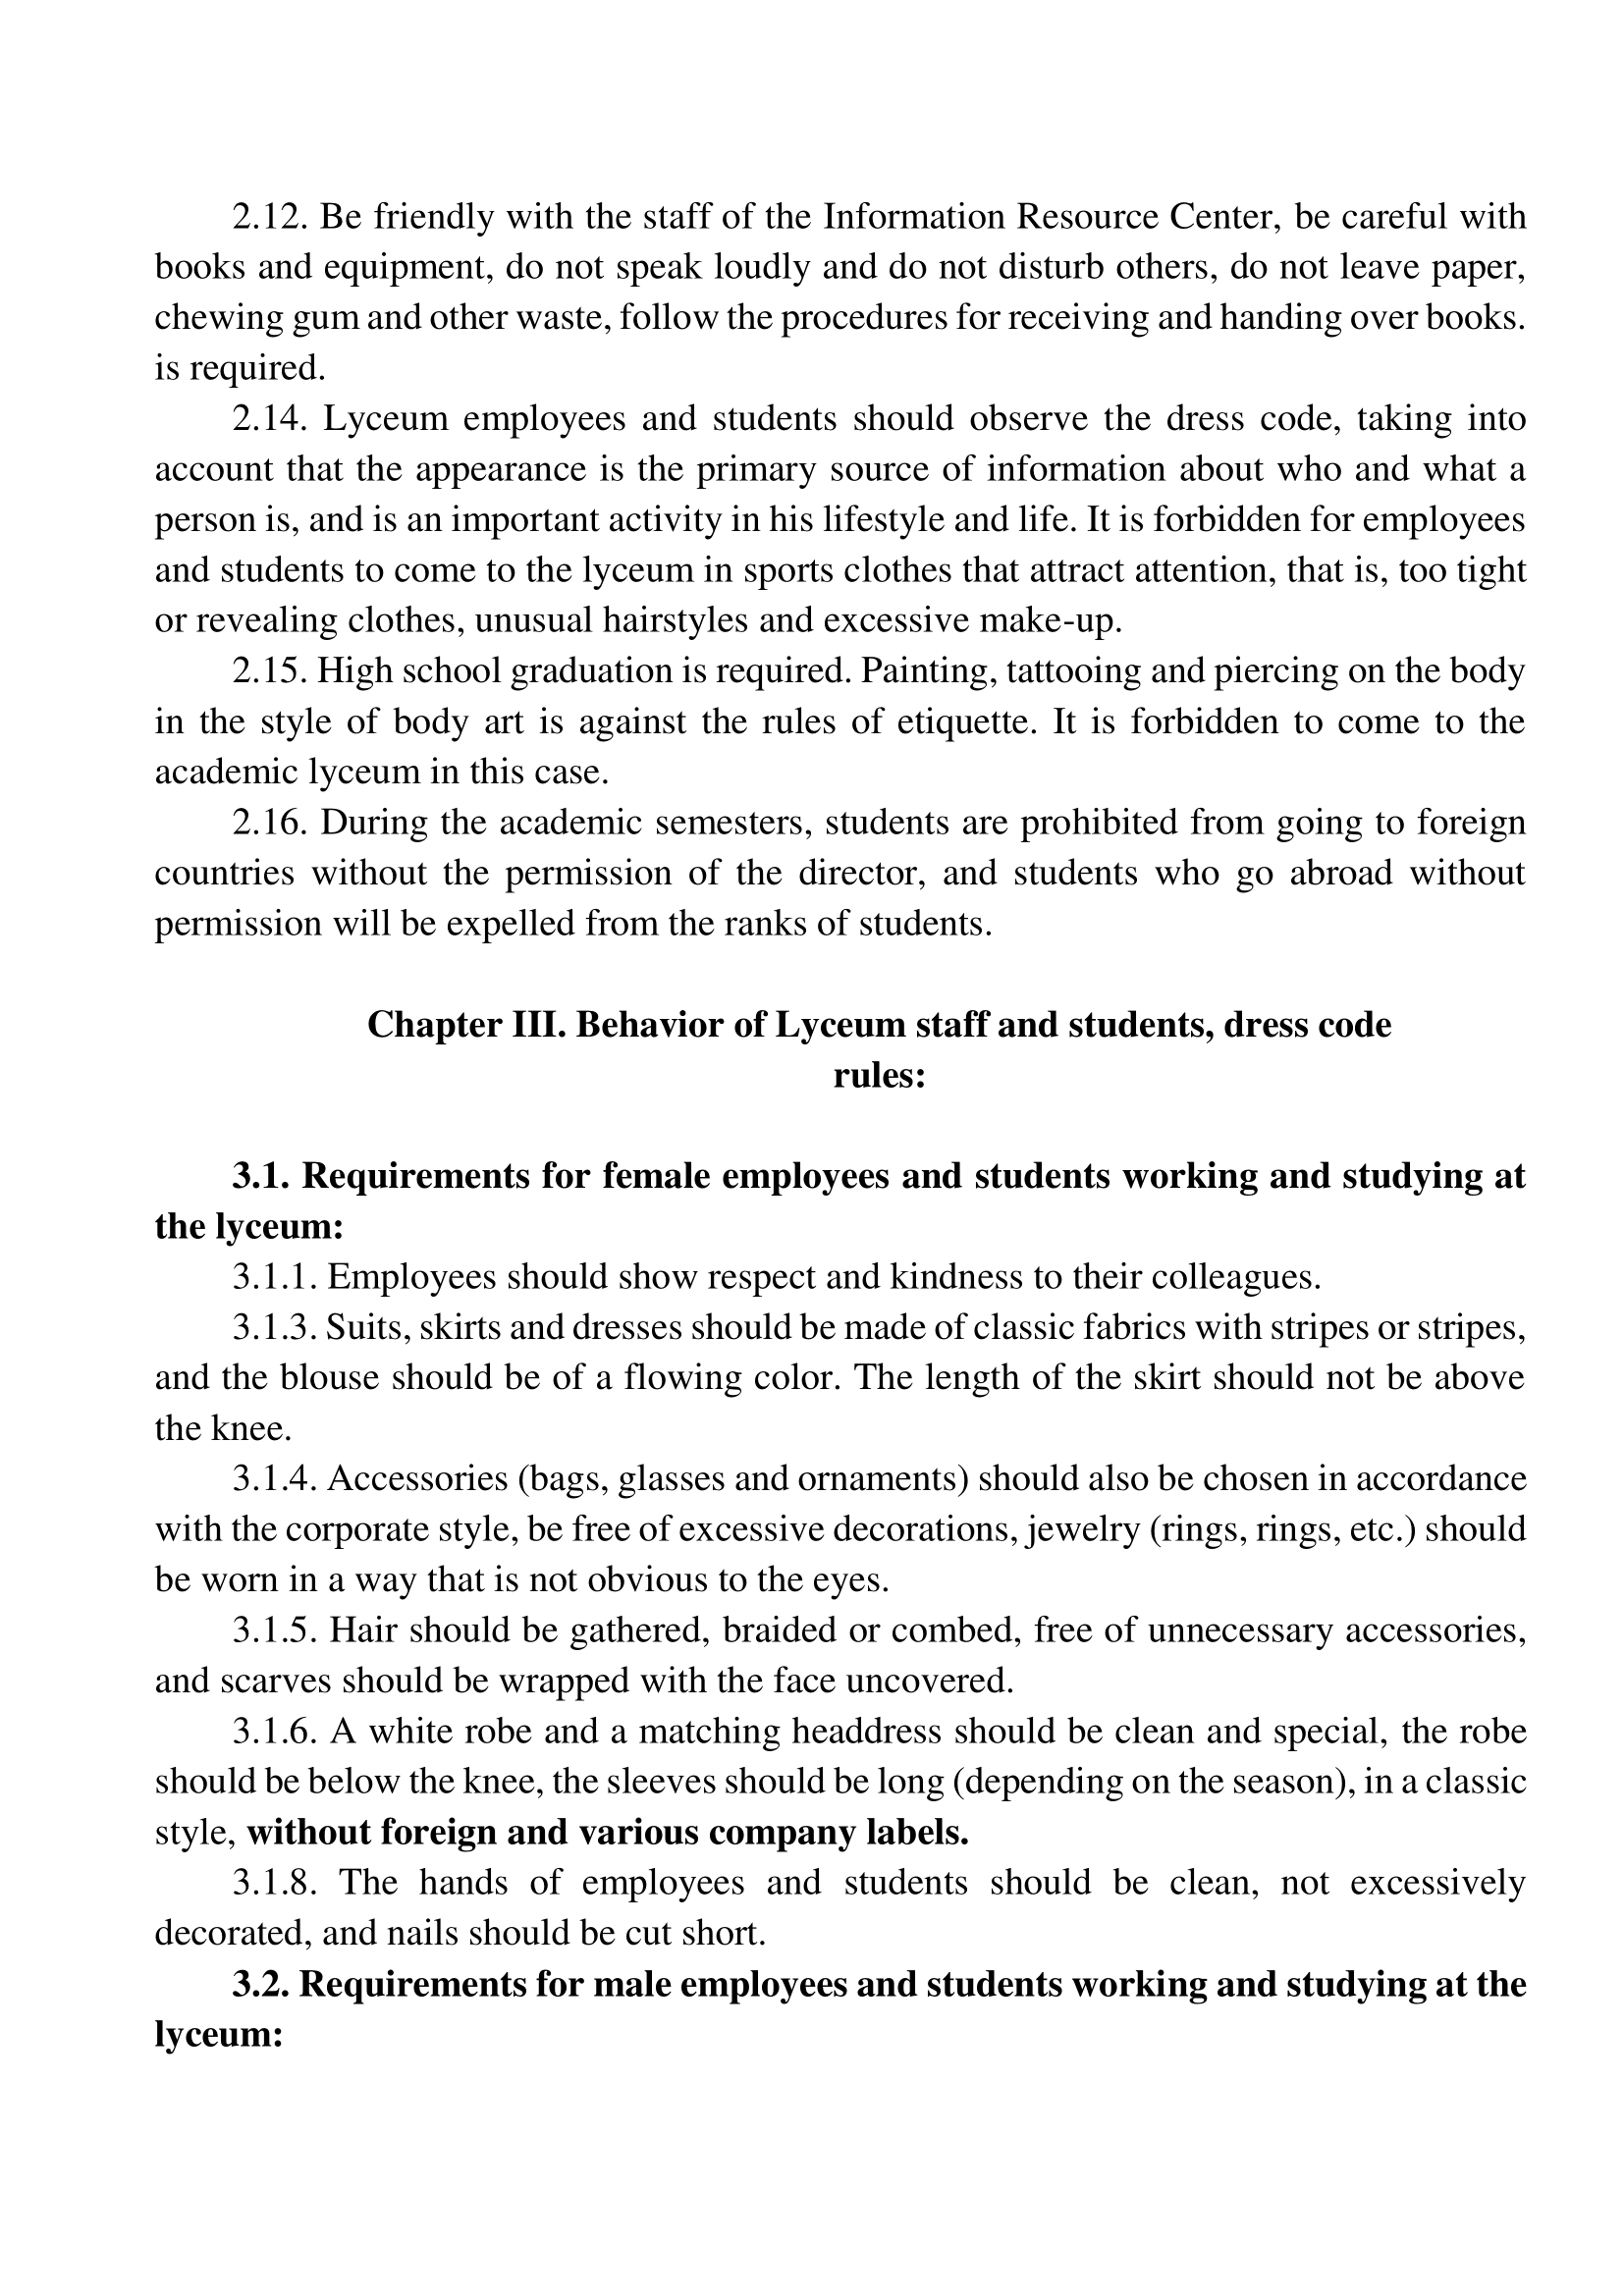 2.12. Be friendly with the staff of the Information Resource Center, be careful with
books and equipment, do not speak loudly and do not disturb others, do not leave paper,
chewing gum and other waste, follow the procedures for receiving and handing over books.
is required.
2.14. Lyceum employees and students should observe the dress code, taking into
account that the appearance is the primary source of information about who and what a
person is, and is an important activity in his lifestyle and life. It is forbidden for employees
and students to come to the lyceum in sports clothes that attract attention, that is, too tight
or revealing clothes, unusual hairstyles and excessive make-up.
2.15. High school graduation is required. Painting, tattooing and piercing on the body
in the style of body art is against the rules of etiquette. It is forbidden to come to the
academic lyceum in this case.
2.16. During the academic semesters, students are prohibited from going to foreign
countries without the permission of the director, and students who go abroad without
permission will be expelled from the ranks of students.
Chapter III. Behavior of Lyceum staff and students, dress code
rules:
3.1. Requirements for female employees and students working and studying at
the lyceum:
3.1.1. Employees should show respect and kindness to their colleagues.
3.1.3. Suits, skirts and dresses should be made of classic fabrics with stripes or stripes,
and the blouse should be of a flowing color. The length of the skirt should not be above
the knee.
3.1.4. Accessories (bags, glasses and ornaments) should also be chosen in accordance
with the corporate style, be free of excessive decorations, jewelry (rings, rings, etc.) should
be worn in a way that is not obvious to the eyes.
3.1.5. Hair should be gathered, braided or combed, free of unnecessary accessories,
and scarves should be wrapped with the face uncovered.
3.1.6. A white robe and a matching headdress should be clean and special, the robe
should be below the knee, the sleeves should be long (depending on the season), in a classic
style, without foreign and various company labels.
3.1.8. The hands of employees and students should be clean, not excessively
decorated, and nails should be cut short.
3.2. Requirements for male employees and students working and studying at the
lyceum: